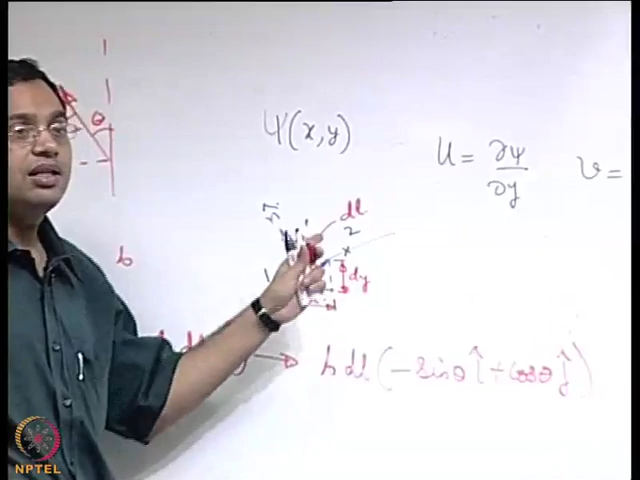 θ
ψ(x,y)
u = ∂ψ/∂y
v =
dl
2
1
dy
b
b dl (- sinθ î + cosθ ĵ)
NPTEL